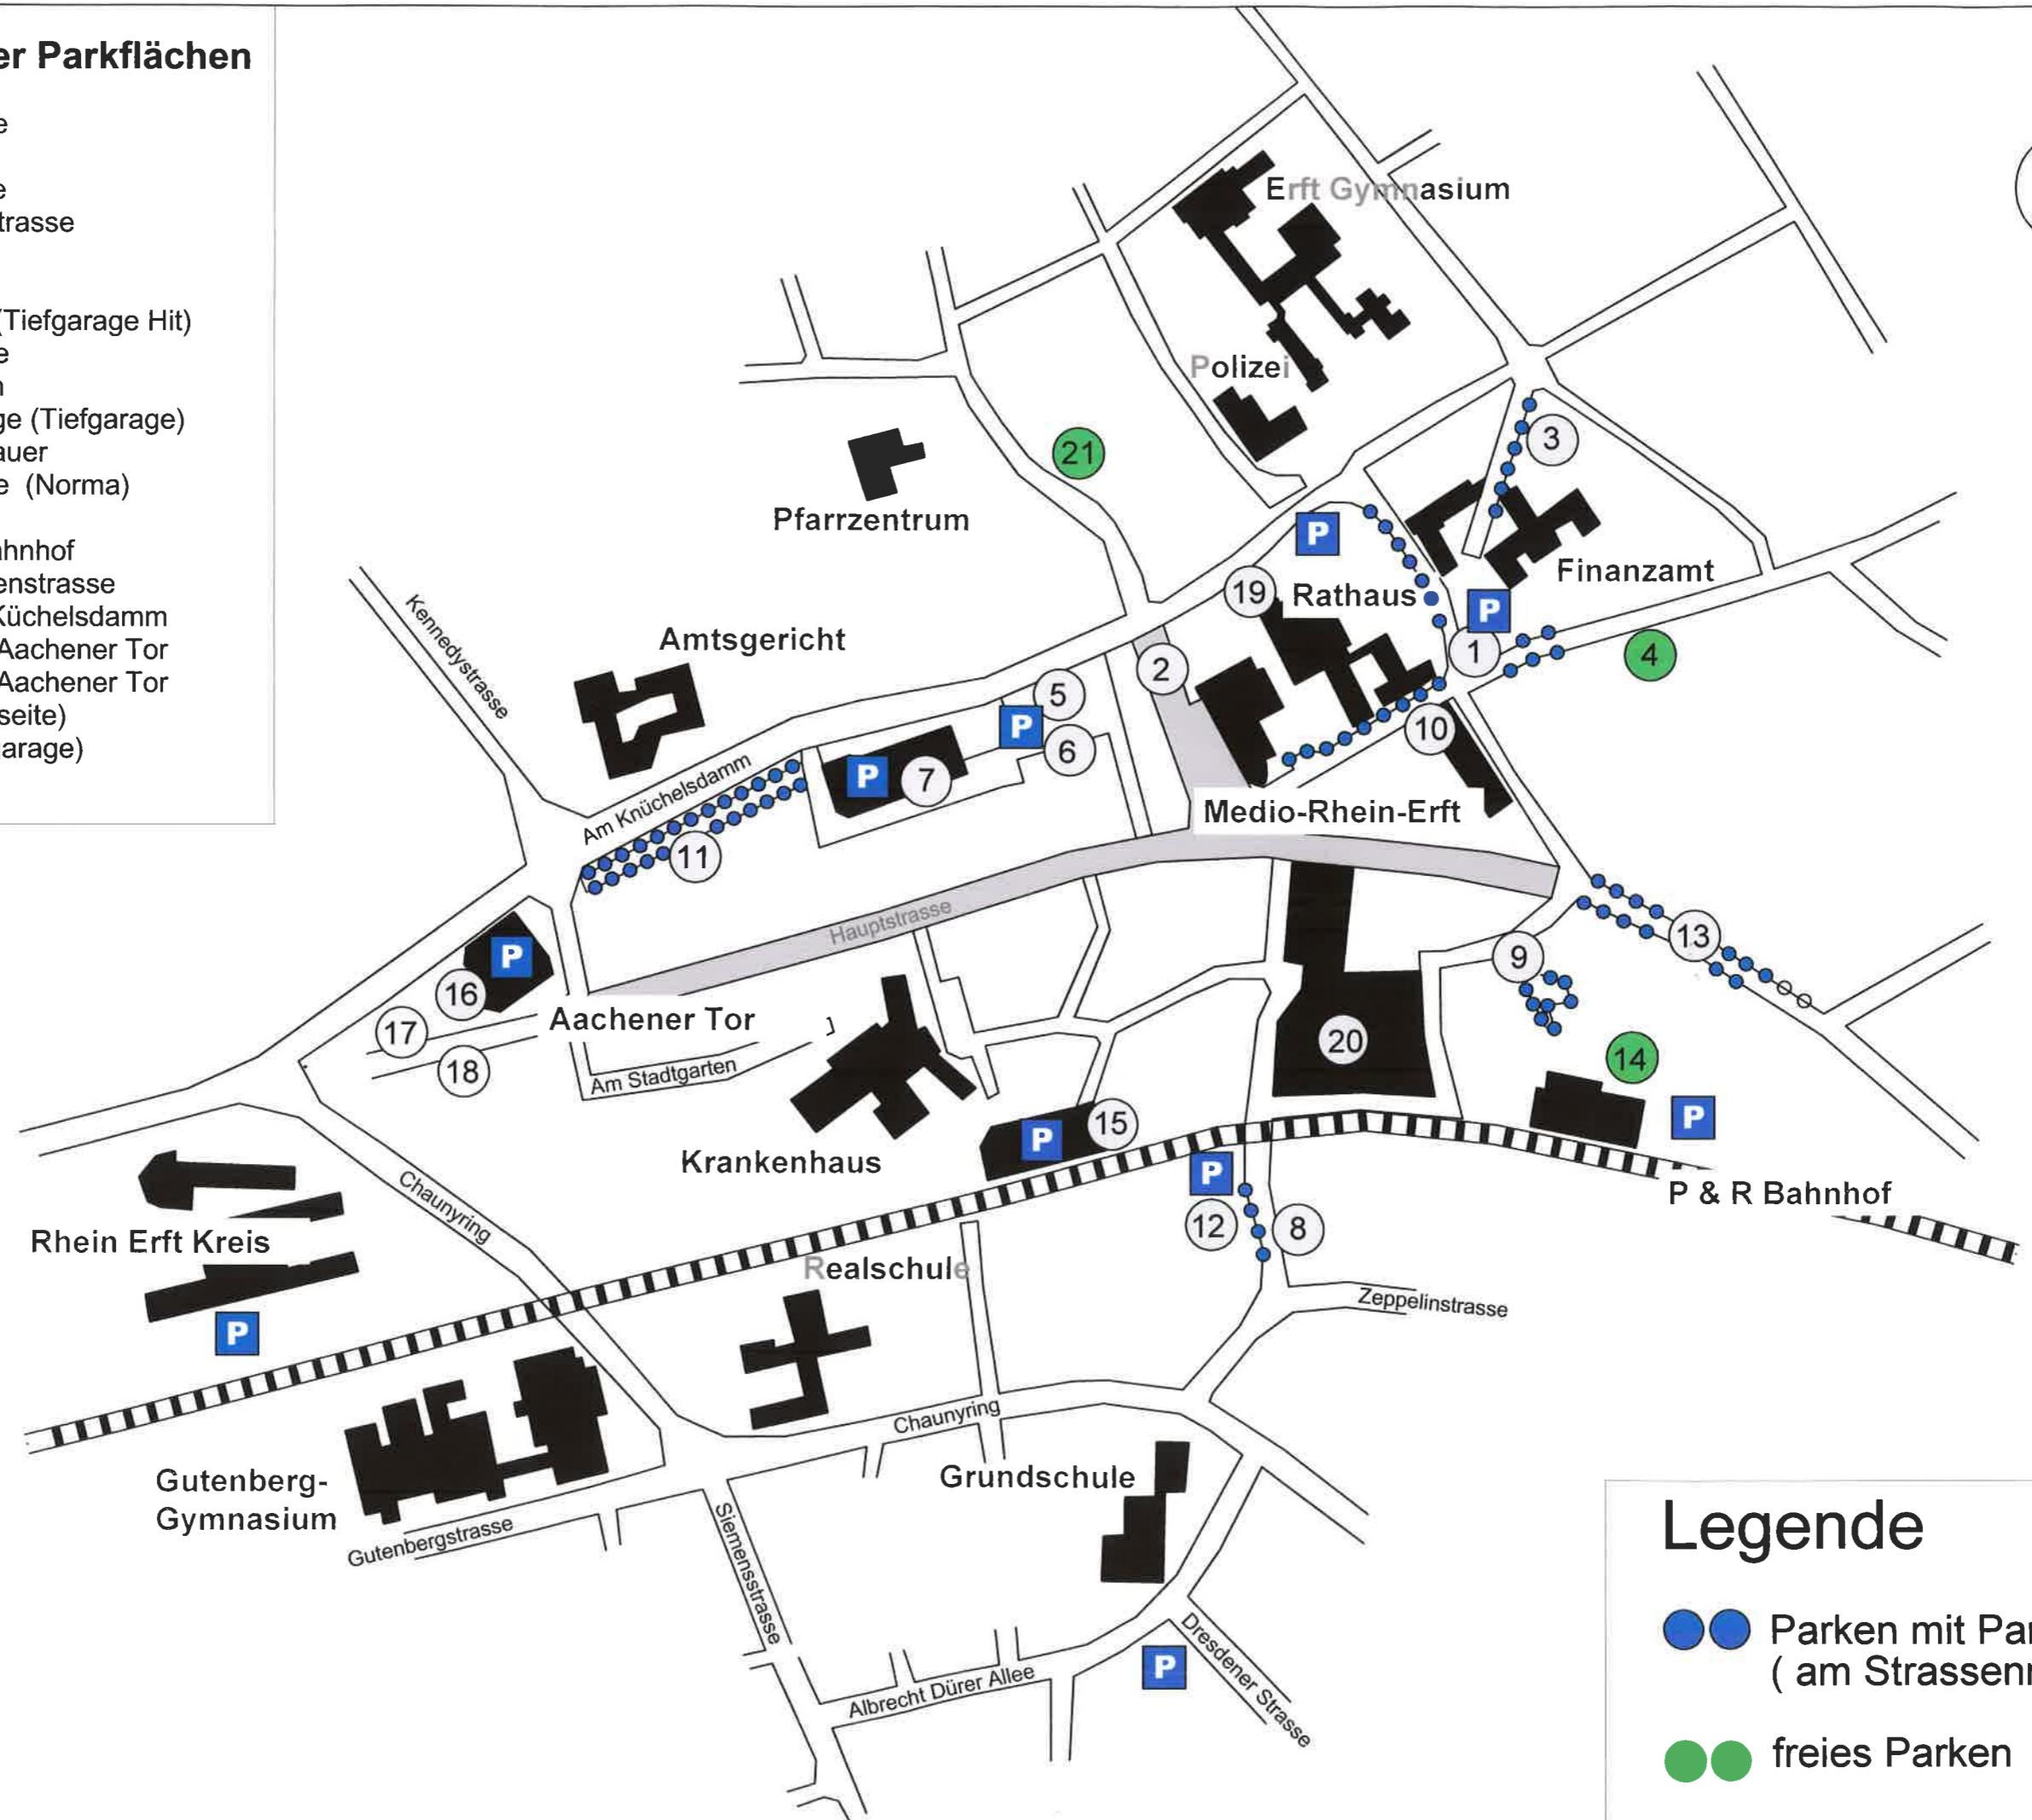 er Parkflächen
e
e
trasse
(Tiefgarage Hit)
e
n
ge (Tiefgarage)
auer
e (Norma)
ahnhof
enstrasse
Küchelsdamm
Aachener Tor
Aachener Tor
seite)
arage)
Erft Gymnasium
Polizei
21
3
Pfarrzentrum
P
Finanzamt
19
Rathaus
P
Kennedystrasse
Amtsgericht
1
4
2
5
P
6
10
P
7
Am Knüchelsdamm
Medio-Rhein-Erft
11
Hauptstrasse
13
9
P
16
17
Aachener Tor
18
Am Stadtgarten
20
14
P
15
P
Krankenhaus
P
P & R Bahnhof
Chaunyring
12
8
Rhein Erft Kreis
Realschule
Zeppelinstrasse
P
Chaunyring
Gutenberg-
Gymnasium
Grundschule
Gutenbergstrasse
Siemensstrasse
Dresdener Strasse
P
Albrecht Dürer Allee
Legende
Parken mit Par
( am Strassenr
freies Parken